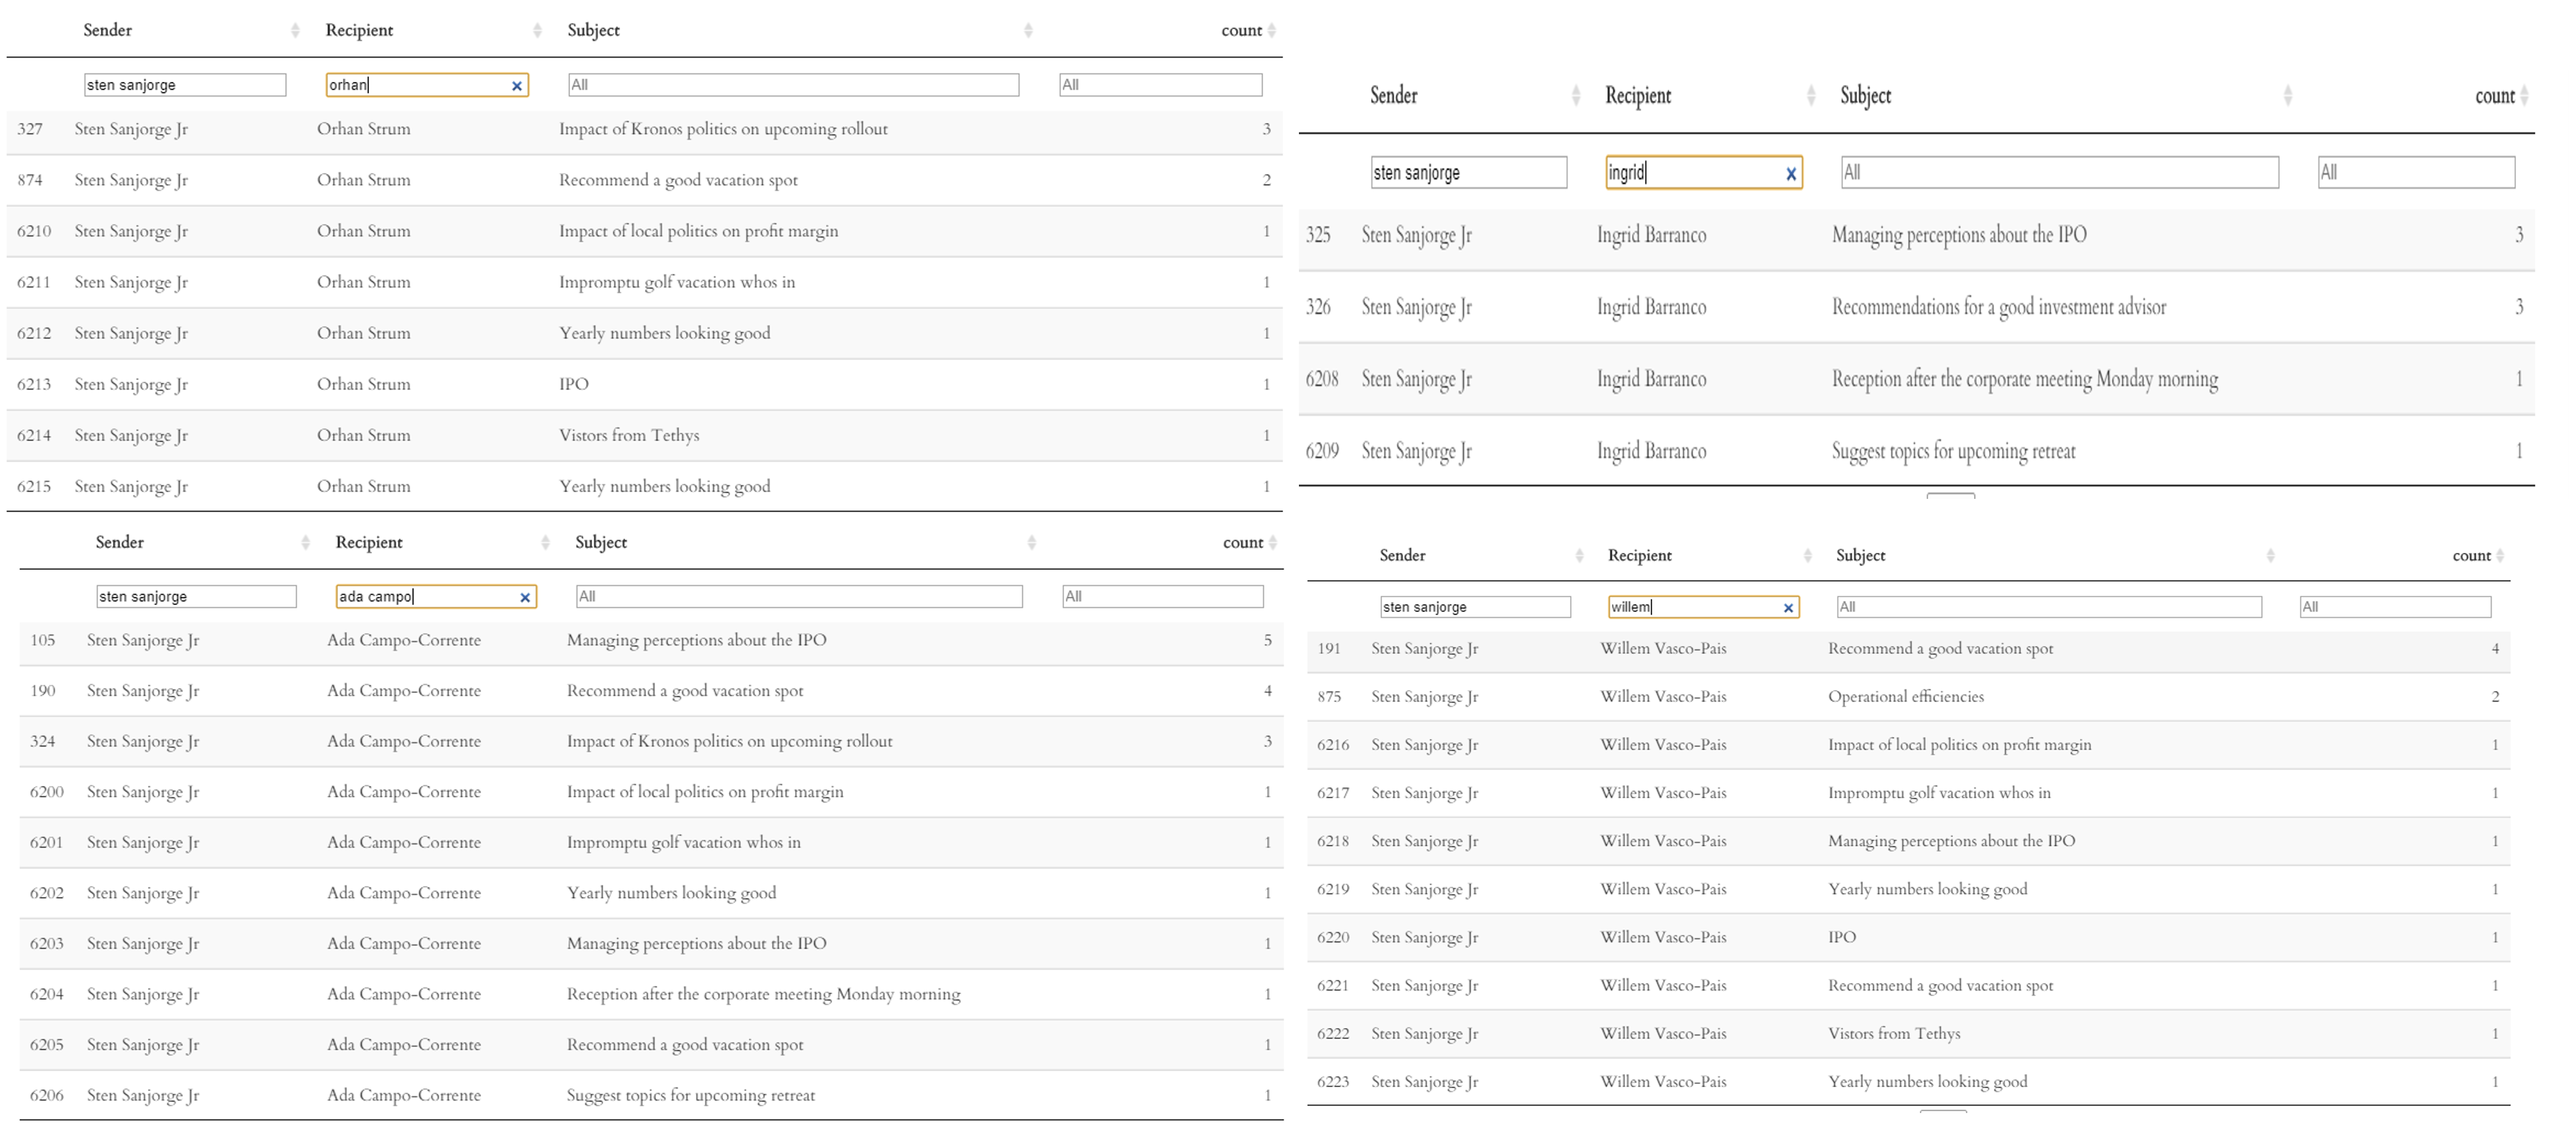 Sender Recipient Subject count
sten sanjorge orhan All All
327 Sten Sanjorge Jr Orhan Strum Impact of Kronos politics on upcoming rollout 3
874 Sten Sanjorge Jr Orhan Strum Recommend a good vacation spot 2
6210 Sten Sanjorge Jr Orhan Strum Impact of local politics on profit margin 1
6211 Sten Sanjorge Jr Orhan Strum Impromptu golf vacation whos in 1
6212 Sten Sanjorge Jr Orhan Strum Yearly numbers looking good 1
6213 Sten Sanjorge Jr Orhan Strum IPO 1
6214 Sten Sanjorge Jr Orhan Strum Vistors from Tethys 1
6215 Sten Sanjorge Jr Orhan Strum Yearly numbers looking good 1
Sender Recipient Subject count
sten sanjorge ingrid All All
325 Sten Sanjorge Jr Ingrid Barranco Managing perceptions about the IPO 3
326 Sten Sanjorge Jr Ingrid Barranco Recommendations for a good investment advisor 3
6208 Sten Sanjorge Jr Ingrid Barranco Reception after the corporate meeting Monday morning 1
6209 Sten Sanjorge Jr Ingrid Barranco Suggest topics for upcoming retreat 1
Sender Recipient Subject count
sten sanjorge ada campo All All
105 Sten Sanjorge Jr Ada Campo-Corrente Managing perceptions about the IPO 5
190 Sten Sanjorge Jr Ada Campo-Corrente Recommend a good vacation spot 4
324 Sten Sanjorge Jr Ada Campo-Corrente Impact of Kronos politics on upcoming rollout 3
6200 Sten Sanjorge Jr Ada Campo-Corrente Impact of local politics on profit margin 1
6201 Sten Sanjorge Jr Ada Campo-Corrente Impromptu golf vacation whos in 1
6202 Sten Sanjorge Jr Ada Campo-Corrente Yearly numbers looking good 1
6203 Sten Sanjorge Jr Ada Campo-Corrente Managing perceptions about the IPO 1
6204 Sten Sanjorge Jr Ada Campo-Corrente Reception after the corporate meeting Monday morning 1
6205 Sten Sanjorge Jr Ada Campo-Corrente Recommend a good vacation spot 1
6206 Sten Sanjorge Jr Ada Campo-Corrente Suggest topics for upcoming retreat 1
Sender Recipient Subject count
sten sanjorge willem All All
191 Sten Sanjorge Jr Willem Vasco-Pais Recommend a good vacation spot 4
875 Sten Sanjorge Jr Willem Vasco-Pais Operational efficiencies 2
6216 Sten Sanjorge Jr Willem Vasco-Pais Impact of local politics on profit margin 1
6217 Sten Sanjorge Jr Willem Vasco-Pais Impromptu golf vacation whos in 1
6218 Sten Sanjorge Jr Willem Vasco-Pais Managing perceptions about the IPO 1
6219 Sten Sanjorge Jr Willem Vasco-Pais Yearly numbers looking good 1
6220 Sten Sanjorge Jr Willem Vasco-Pais IPO 1
6221 Sten Sanjorge Jr Willem Vasco-Pais Recommend a good vacation spot 1
6222 Sten Sanjorge Jr Willem Vasco-Pais Vistors from Tethys 1
6223 Sten Sanjorge Jr Willem Vasco-Pais Yearly numbers looking good 1